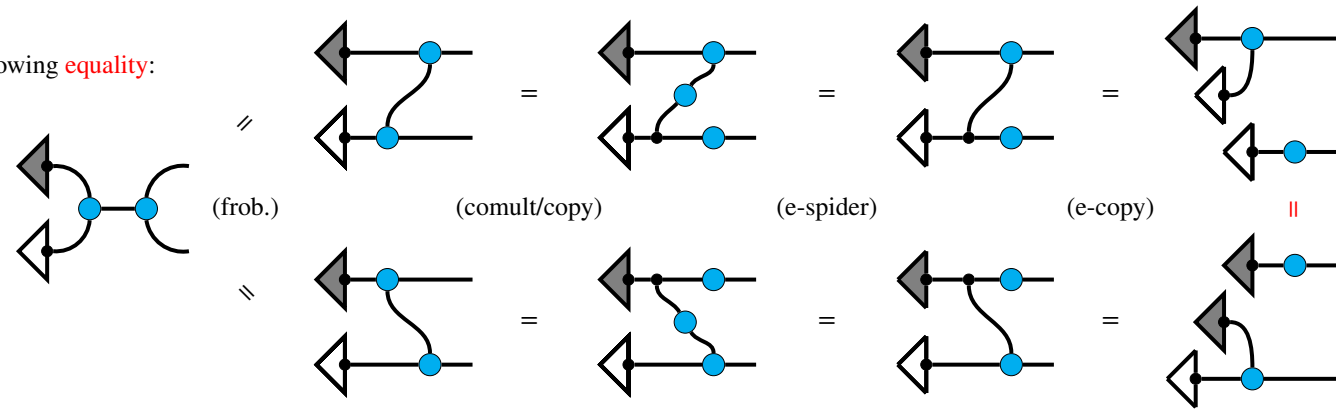 owing equality:
= = =
(frob.) (comult/copy) (e-spider) (e-copy)
= = =